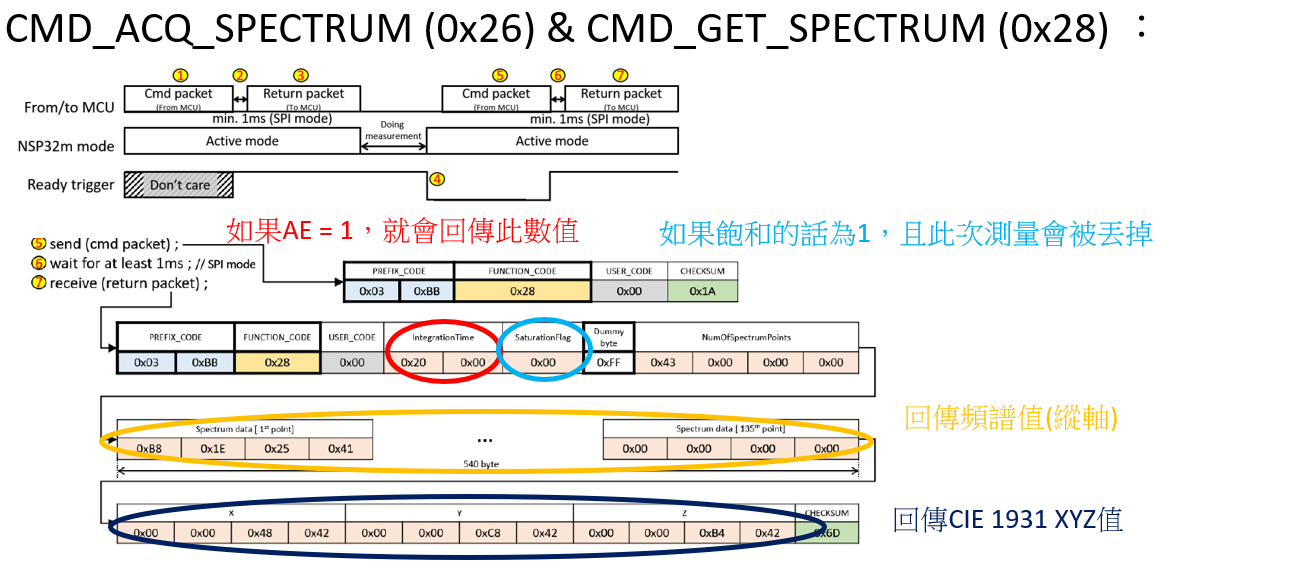 CMD_ACQ_SPECTRUM (0x26) & CMD_GET_SPECTRUM (0x28) ：
1 2 3 5 6 7
From/to MCU Cmd packet Return packet Cmd packet Return packet
(From MCU) (To MCU) (From MCU) (To MCU)
min. 1ms (SPI mode) min. 1ms (SPI mode)
NSP32m mode Active mode Doing measurement Active mode
Ready trigger Don't care 4
如果AE = 1，就會回傳此數值 如果飽和的話為1，且此次測量會被丟掉
5 send (cmd packet) ;
6 wait for at least 1ms ; // SPI mode
7 receive (return packet) ;
PREFIX_CODE FUNCTION_CODE USER_CODE CHECKSUM
0x03 0xBB 0x28 0x00 0x1A
PREFIX_CODE FUNCTION_CODE USER_CODE IntegrationTime SaturationFlag Dummy byte NumOfSpectrumPoints
0x03 0xBB 0x28 0x00 0x20 0x00 0x00 0xFF 0x43 0x00 0x00 0x00
回傳頻譜值(縱軸)
Spectrum data [ 1st point] ... Spectrum data [ 135th point]
0xB8 0x1E 0x25 0x41 0x00 0x00 0x00 0x00
540 byte
X Y Z CHECKSUM
0x00 0x00 0x48 0x42 0x00 0x00 0xC8 0x42 0x00 0x00 0xB4 0x42 0x6D
回傳CIE 1931 XYZ值